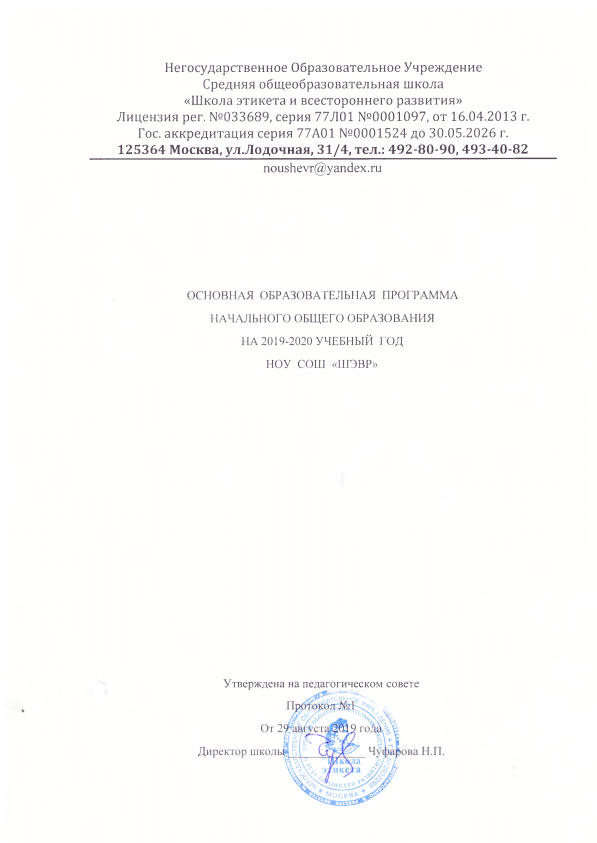 Негосударственное Образовательное Учреждение
Средняя общеобразовательная школа
«Школа этикета и всестороннего развития»
Лицензия рег. №033689, серия 77Л01 №0001097, от 16.04.2013 г.
Гос. аккредитация серия 77А01 №0001524 до 30.05.2026 г.
125364 Москва, ул.Лодочная, 31/4, тел.: 492-80-90, 493-40-82
noushevr@yandex.ru
ОСНОВНАЯ ОБРАЗОВАТЕЛЬНАЯ ПРОГРАММА
НАЧАЛЬНОГО ОБЩЕГО ОБРАЗОВАНИЯ
НА 2019-2020 УЧЕБНЫЙ ГОД
НОУ СОШ «ШЭВР»
Утверждена на педагогическом совете
Протокол №1
От 29 августа 2019 года
Директор школы Чуфарова Н.П.
Школа
этикета
МОСКВА